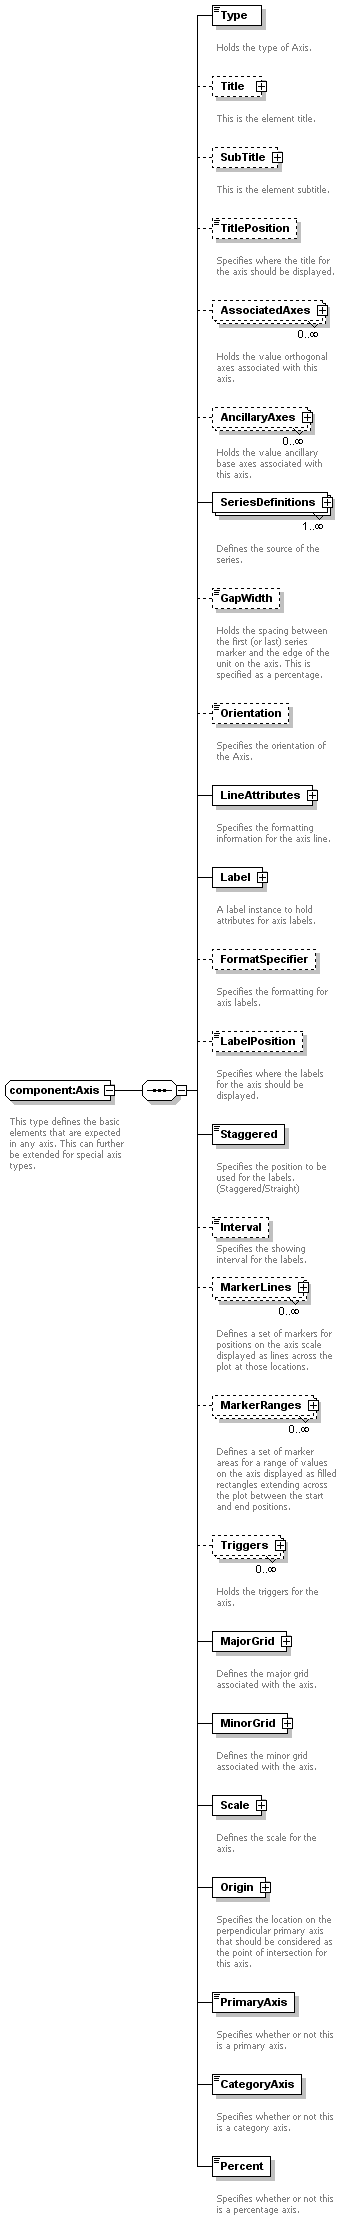 Type
Holds the type of Axis.
Title
This is the element title.
SubTitle
This is the element subtitle.
TitlePosition
Specifies where the title for
the axis should be displayed.
AssociatedAxes
0..∞
Holds the value orthogonal
axes associated with this
axis.
AncillaryAxes
0..∞
Holds the value ancillary
base axes associated with
this axis.
SeriesDefinitions
1..∞
Defines the source of the
series.
GapWidth
Holds the spacing between
the first (or last) series
marker and the edge of the
unit on the axis. This is
specified as a percentage.
Orientation
Specifies the orientation of
the Axis.
LineAttributes
Specifies the formatting
information for the axis line.
Label
A label instance to hold
attributes for axis labels.
FormatSpecifier
Specifies the formatting for
axis labels.
LabelPosition
Specifies where the labels
for the axis should be
displayed.
component:Axis
This type defines the basic
elements that are expected
in any axis. This can further
be extended for special axis
types.
Staggered
Specifies the position to be
used for the labels.
(Staggered/Straight)
Interval
Specifies the showing
interval for the labels.
MarkerLines
0..∞
Defines a set of markers for
positions on the axis scale
displayed as lines across the
plot at those locations.
MarkerRanges
0..∞
Defines a set of marker
areas for a range of values
on the axis displayed as filled
rectangles extending across
the plot between the start
and end positions.
Triggers
0..∞
Holds the triggers for the
axis.
MajorGrid
Defines the major grid
associated with the axis.
MinorGrid
Defines the minor grid
associated with the axis.
Scale
Defines the scale for the
axis.
Origin
Specifies the location on the
perpendicular primary axis
that should be considered as
the point of intersection for
this axis.
PrimaryAxis
Specifies whether or not this
is a primary axis.
CategoryAxis
Specifies whether or not this
is a category axis.
Percent
Specifies whether or not this
is a percentage axis.